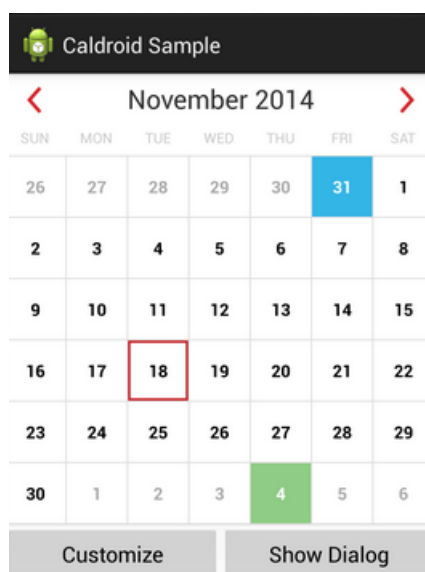 Caldroid Sample
November 2014
SUN MON TUE WED THU FRI SAT
26 27 28 29 30 31 1
2 3 4 5 6 7 8
9 10 11 12 13 14 15
16 17 18 19 20 21 22
23 24 25 26 27 28 29
30 1 2 3 4 5 6
Customize Show Dialog